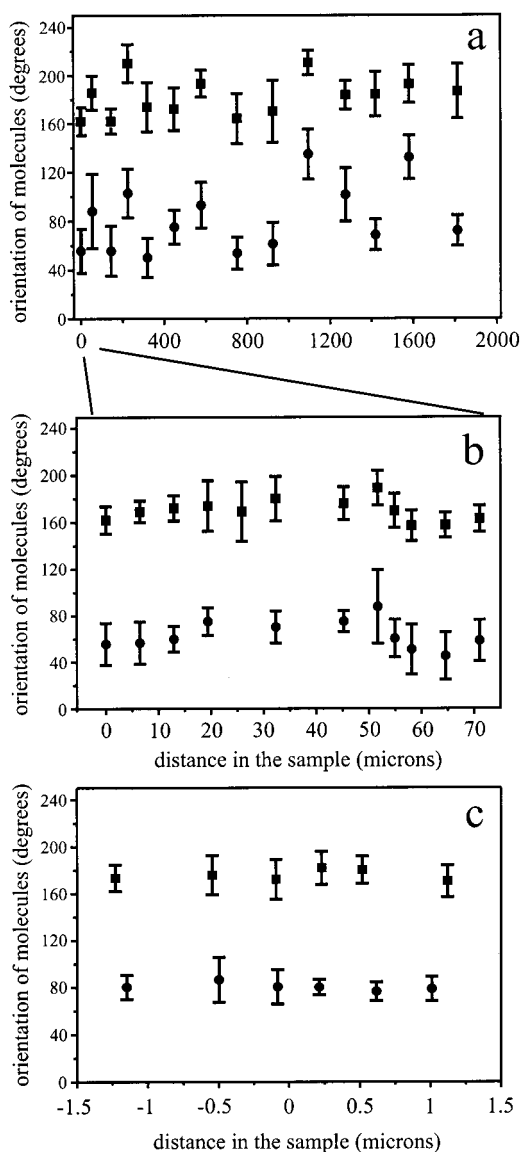 orientation of molecules (degrees)
a
240
200
160
120
80
40
0
0 400 800 1200 1600 2000
orientation of molecules (degrees)
b
240
200
160
120
80
40
0
0 10 20 30 40 50 60 70
distance in the sample (microns)
orientation of molecules (degrees)
c
240
200
160
120
80
40
0
-1.5 -1 -0.5 0 0.5 1 1.5
distance in the sample (microns)